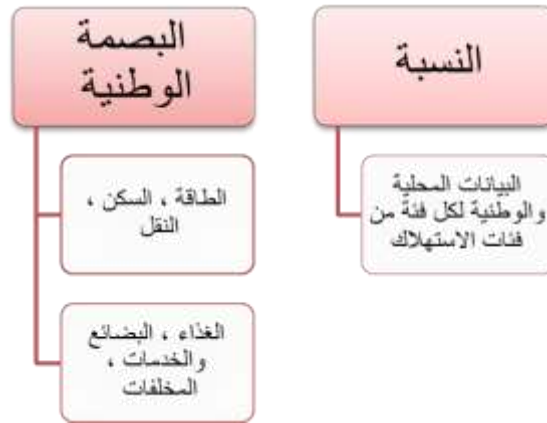 النسبة
البيانات المحلية
والوطنية لكل فئة من
فئات الاستهلاك
البصمة
الوطنية
الطاقة ، السكن ،
النقل
الغذاء ، البضائع
والخدمات ،
المخلفات